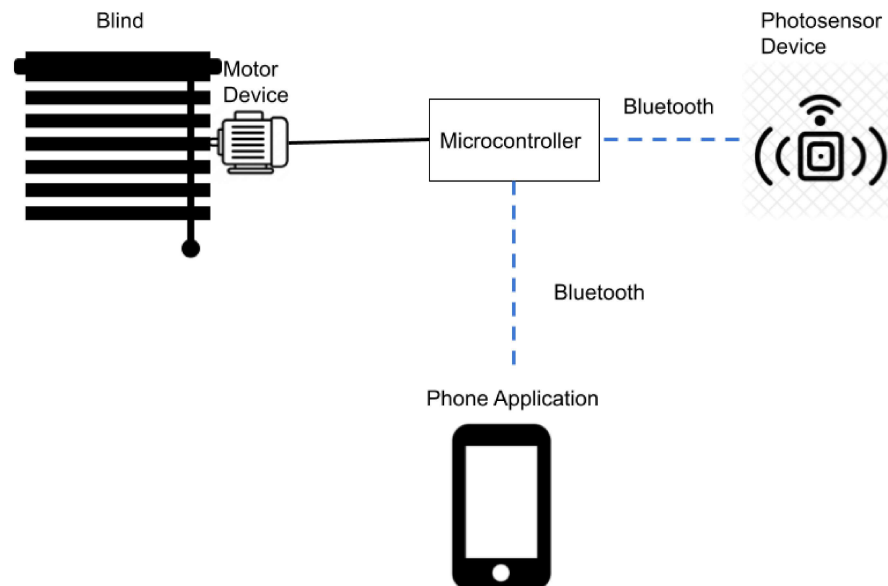 Blind
Photosensor
Device
Motor
Device
Bluetooth
Microcontroller
Bluetooth
Phone Application